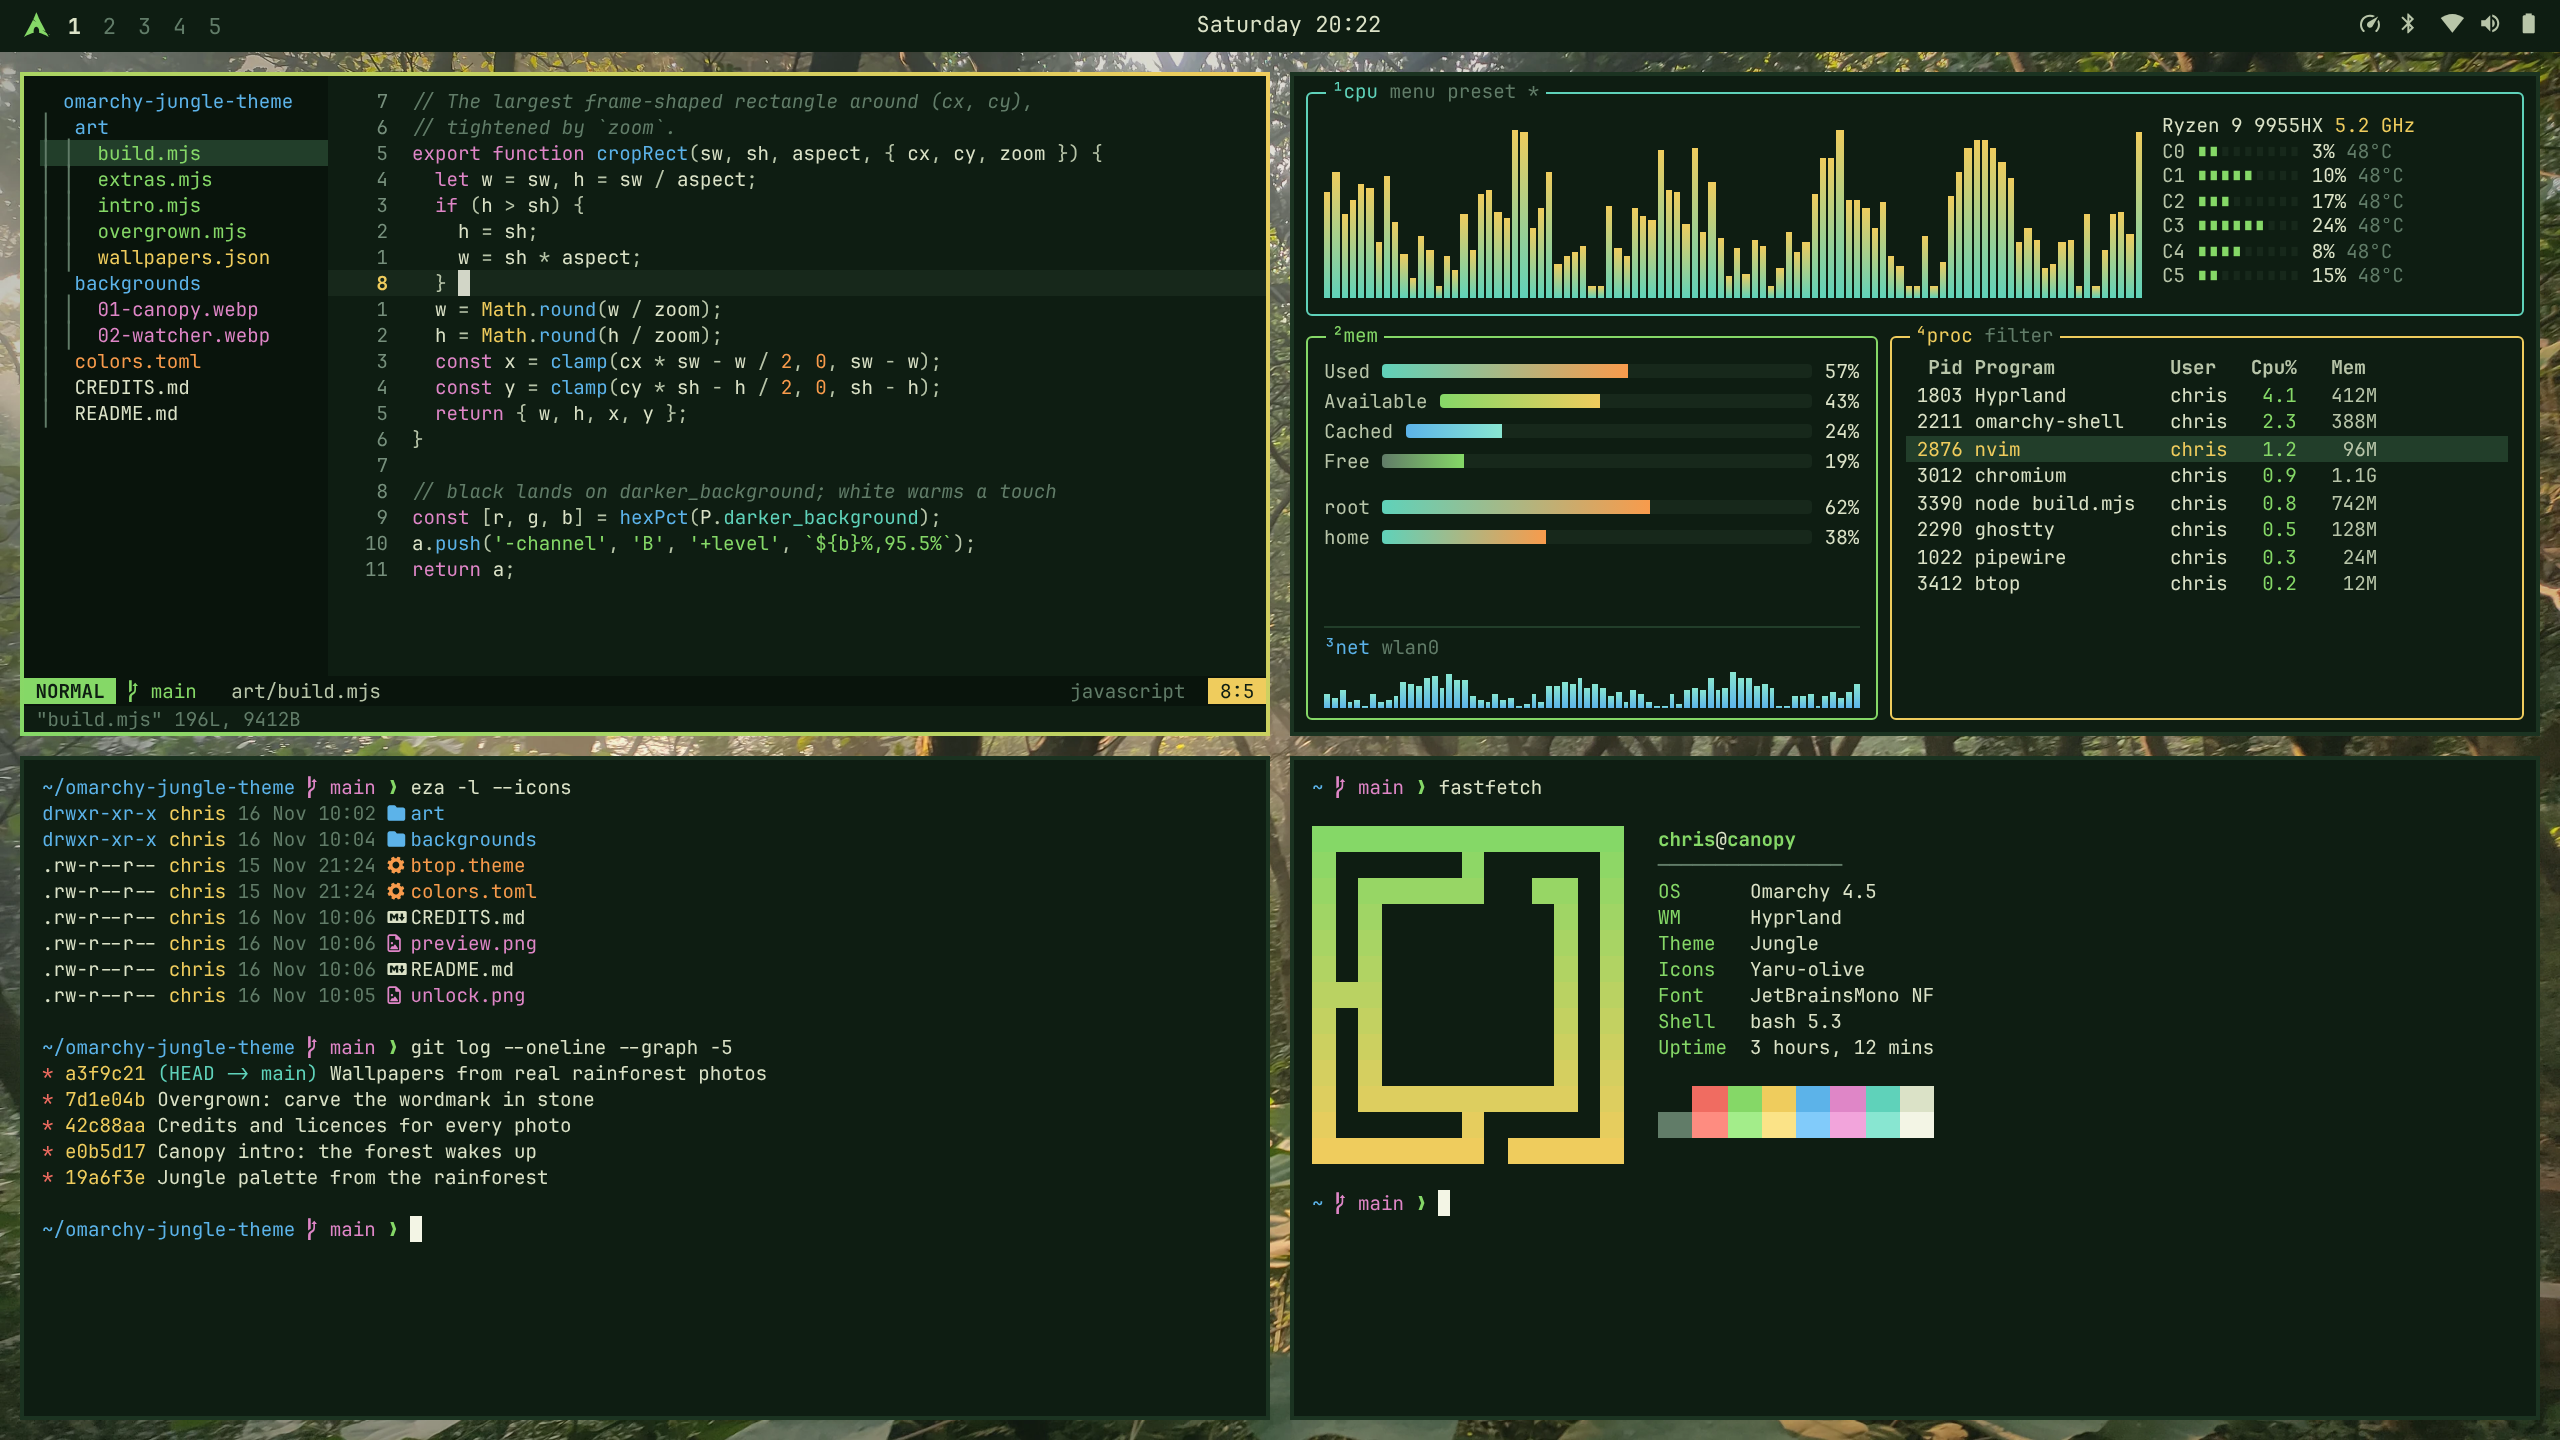 1 2 3 4 5
Saturday 20:22
omarchy-jungle-theme
art
build.mjs
extras.mjs
intro.mjs
overgrown.mjs
wallpapers.json
backgrounds
01-canopy.webp
02-watcher.webp
colors.toml
CREDITS.md
README.md
7 // The largest frame-shaped rectangle around (cx, cy),
6 // tightened by `zoom`.
5 export function cropRect(sw, sh, aspect, { cx, cy, zoom }) {
4 let w = sw, h = sw / aspect;
3 if (h > sh) {
2 h = sh;
1 w = sh * aspect;
8 }
1 w = Math.round(w / zoom);
2 h = Math.round(h / zoom);
3 const x = clamp(cx * sw - w / 2, 0, sw - w);
4 const y = clamp(cy * sh - h / 2, 0, sh - h);
5 return { w, h, x, y };
6 }
7
8 // black lands on darker_background; white warms a touch
9 const [r, g, b] = hexPct(P.darker_background);
10 a.push('-channel', 'B', '+level', `${b}%,95.5%`);
11 return a;
NORMAL main art/build.mjs javascript 8:5
"build.mjs" 196L, 9412B
¹cpu menu preset *
Ryzen 9 9955HX 5.2 GHz
C0 3% 48°C
C1 10% 48°C
C2 17% 48°C
C3 24% 48°C
C4 8% 48°C
C5 15% 48°C
²mem
Used 57%
Available 43%
Cached 24%
Free 19%
root 62%
home 38%
³net wlan0
⁴proc filter
Pid Program User Cpu% Mem
1803 Hyprland chris 4.1 412M
2211 omarchy-shell chris 2.3 388M
2876 nvim chris 1.2 96M
3012 chromium chris 0.9 1.1G
3390 node build.mjs chris 0.8 742M
2290 ghostty chris 0.5 128M
1022 pipewire chris 0.3 24M
3412 btop chris 0.2 12M
~/omarchy-jungle-theme main ❯ eza -l --icons
drwxr-xr-x chris 16 Nov 10:02 art
drwxr-xr-x chris 16 Nov 10:04 backgrounds
.rw-r--r-- chris 15 Nov 21:24 btop.theme
.rw-r--r-- chris 15 Nov 21:24 colors.toml
.rw-r--r-- chris 16 Nov 10:06 CREDITS.md
.rw-r--r-- chris 16 Nov 10:06 preview.png
.rw-r--r-- chris 16 Nov 10:06 README.md
.rw-r--r-- chris 16 Nov 10:05 unlock.png
~/omarchy-jungle-theme main ❯ git log --oneline --graph -5
* a3f9c21 (HEAD -> main) Wallpapers from real rainforest photos
* 7d1e04b Overgrown: carve the wordmark in stone
* 42c88aa Credits and licences for every photo
* e0b5d17 Canopy intro: the forest wakes up
* 19a6f3e Jungle palette from the rainforest
~/omarchy-jungle-theme main ❯
~ main ❯ fastfetch
chris@canopy
OS Omarchy 4.5
WM Hyprland
Theme Jungle
Icons Yaru-olive
Font JetBrainsMono NF
Shell bash 5.3
Uptime 3 hours, 12 mins
~ main ❯